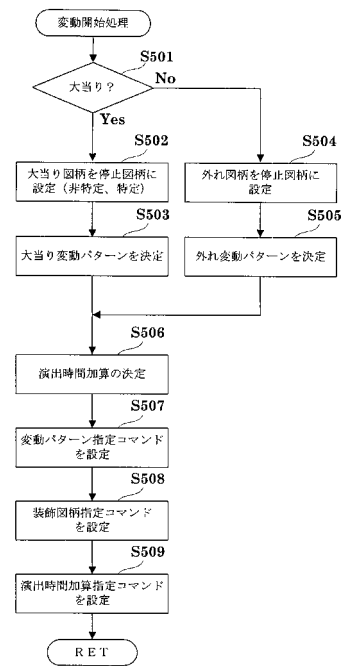 変動開始処理
S501
大当り？
No
Yes
S502
大当り図柄を停止図柄に
設定（非特定、特定）
S504
外れ図柄を停止図柄に
設定
S503
大当り変動パターンを決定
S505
外れ変動パターンを決定
S506
演出時間加算の決定
S507
変動パターン指定コマンド
を設定
S508
装飾図柄指定コマンド
を設定
S509
演出時間加算指定コマンド
を設定
ＲＥＴ